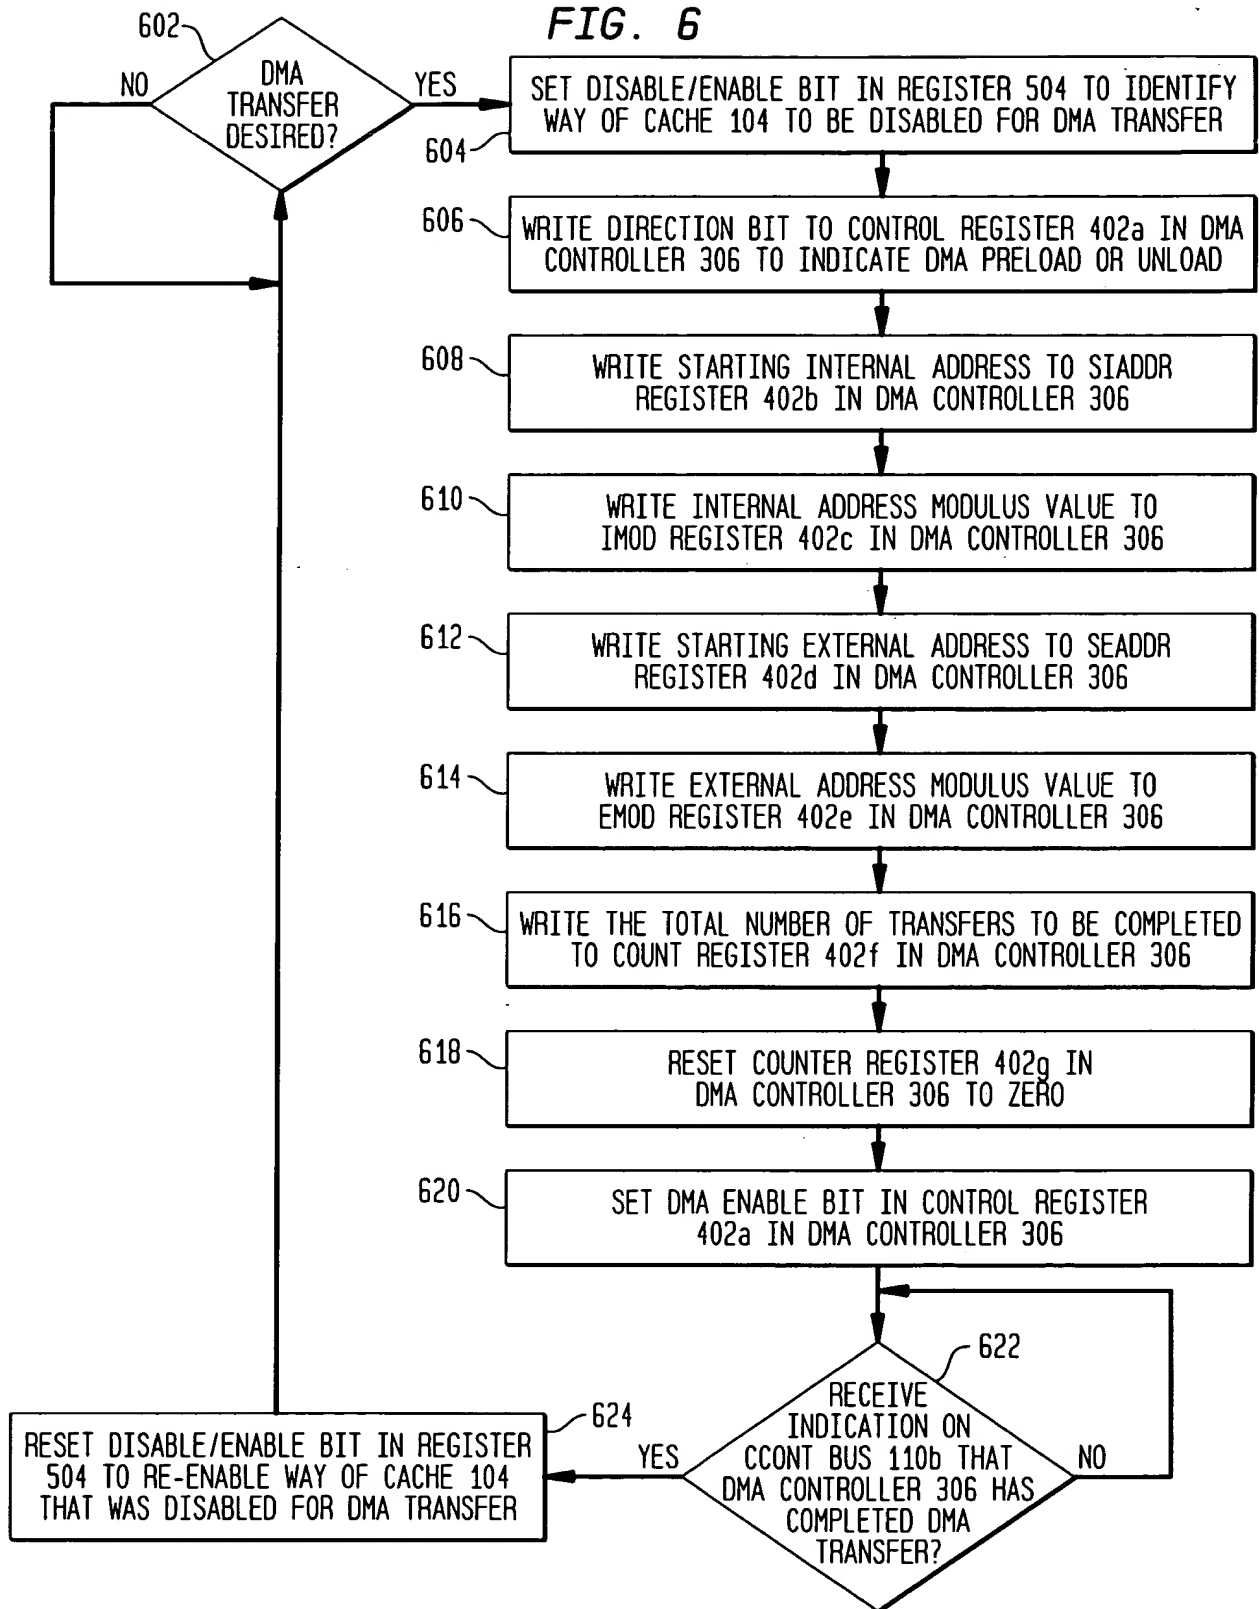 FIG. 6
602
DMA
TRANSFER
DESIRED?
NO
YES
SET DISABLE/ENABLE BIT IN REGISTER 504 TO IDENTIFY
WAY OF CACHE 104 TO BE DISABLED FOR DMA TRANSFER
604
606
WRITE DIRECTION BIT TO CONTROL REGISTER 402a IN DMA
CONTROLLER 306 TO INDICATE DMA PRELOAD OR UNLOAD
608
WRITE STARTING INTERNAL ADDRESS TO SIADDR
REGISTER 402b IN DMA CONTROLLER 306
610
WRITE INTERNAL ADDRESS MODULUS VALUE TO
IMOD REGISTER 402c IN DMA CONTROLLER 306
612
WRITE STARTING EXTERNAL ADDRESS TO SEADDR
REGISTER 402d IN DMA CONTROLLER 306
614
WRITE EXTERNAL ADDRESS MODULUS VALUE TO
EMOD REGISTER 402e IN DMA CONTROLLER 306
616
WRITE THE TOTAL NUMBER OF TRANSFERS TO BE COMPLETED
TO COUNT REGISTER 402f IN DMA CONTROLLER 306
618
RESET COUNTER REGISTER 402g IN
DMA CONTROLLER 306 TO ZERO
620
SET DMA ENABLE BIT IN CONTROL REGISTER
402a IN DMA CONTROLLER 306
622
RECEIVE
INDICATION ON
CCONT BUS 110b THAT
DMA CONTROLLER 306 HAS
COMPLETED DMA
TRANSFER?
NO
YES
624
RESET DISABLE/ENABLE BIT IN REGISTER
504 TO RE-ENABLE WAY OF CACHE 104
THAT WAS DISABLED FOR DMA TRANSFER